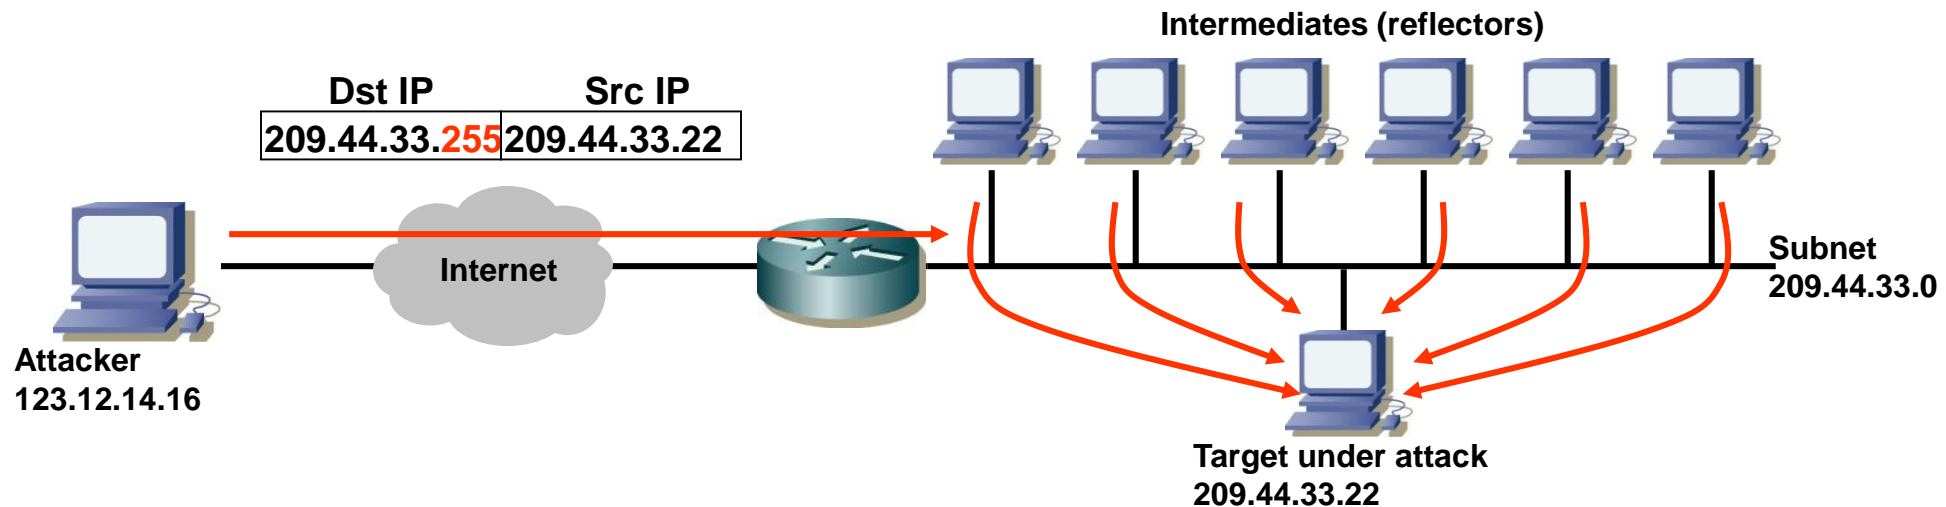 Intermediates (reflectors)
Dst IP Src IP
209.44.33.255 209.44.33.22
Internet
Subnet
209.44.33.0
Attacker
123.12.14.16
Target under attack
209.44.33.22